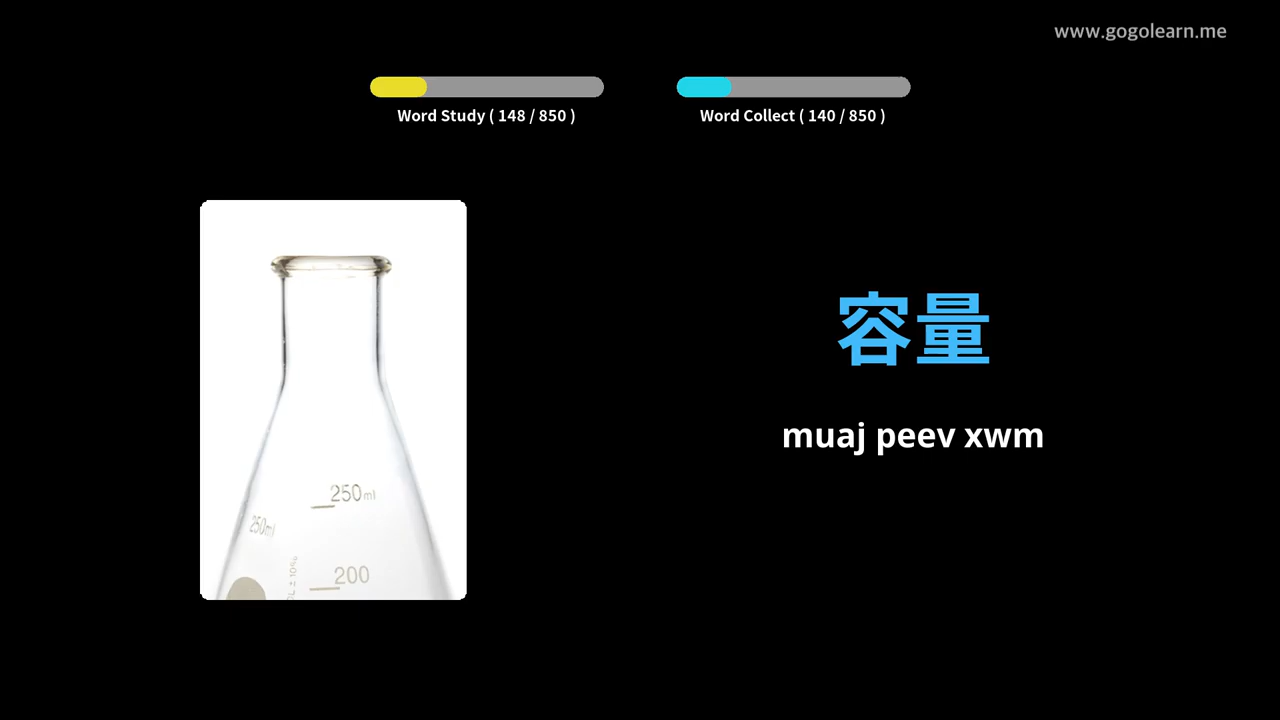 www.gogolearn.me
Word Study ( 148 / 850 )
Word Collect ( 140 / 850 )
容量
muaj peev xwm
250ml
250ml
200